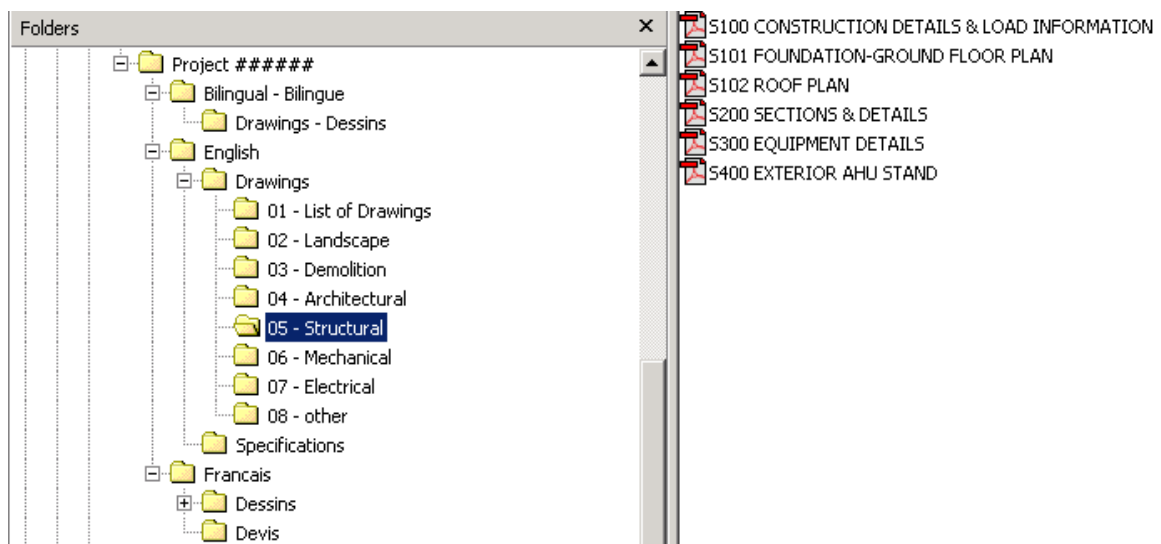 Folders
Project ######
Bilingual - Bilingue
Drawings - Dessins
English
Drawings
01 - List of Drawings
02 - Landscape
03 - Demolition
04 - Architectural
05 - Structural
06 - Mechanical
07 - Electrical
08 - other
Specifications
Francais
Dessins
Devis
S100 CONSTRUCTION DETAILS & LOAD INFORMATION
S101 FOUNDATION-GROUND FLOOR PLAN
S102 ROOF PLAN
S200 SECTIONS & DETAILS
S300 EQUIPMENT DETAILS
S400 EXTERIOR AHU STAND